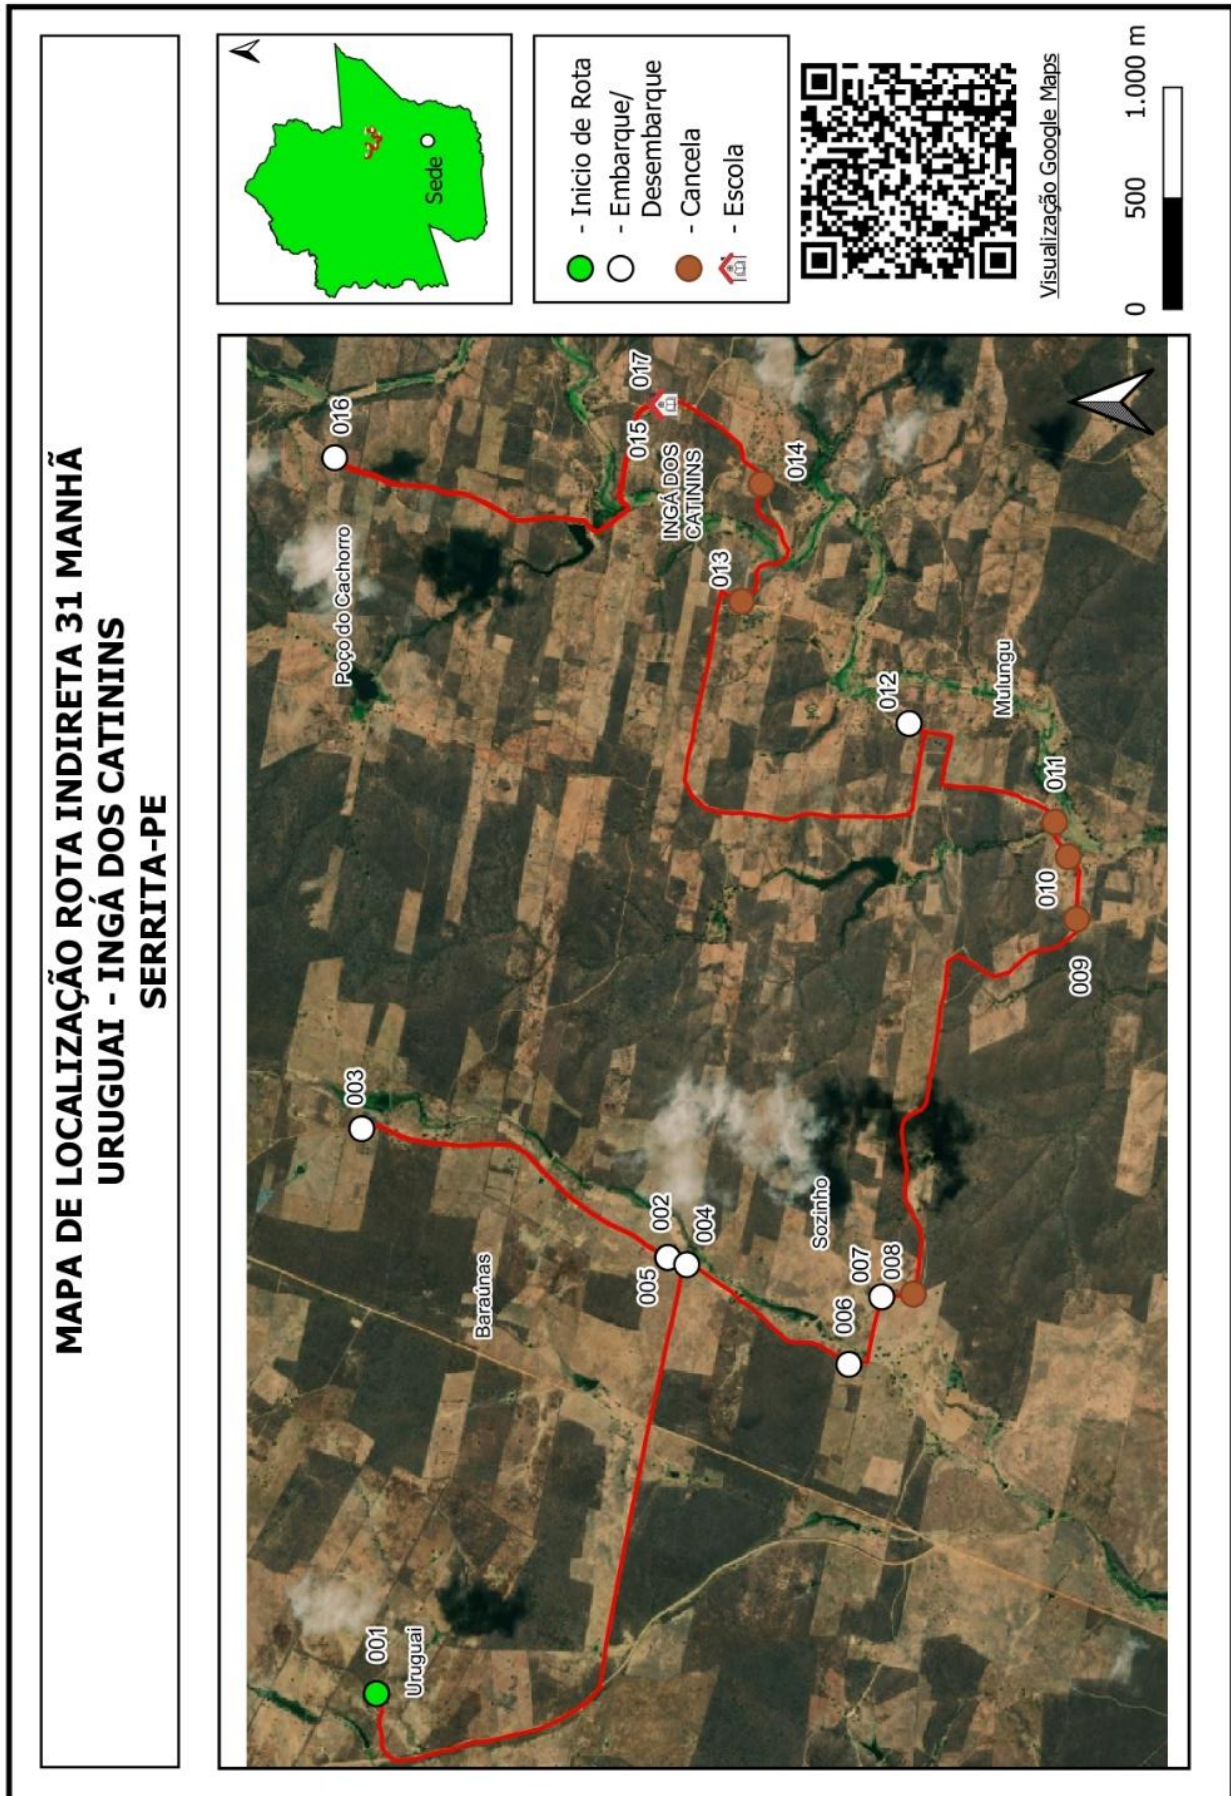 MAPA DE LOCALIZAÇÃO ROTA INDIRETA 31 MANHÃ
URUGUAI - INGÁ DOS CATININS
SERRITA-PE
016
Poço do Cachorro
003
Baraúnas
001
Uruguai
017
015
INGÁ DOS
CATININS
014
013
002
005
004
Sozinho
006
007
008
012
Mulungu
011
010
009
Sede
- Inicio de Rota
- Embarque/
Desembarque
- Cancela
- Escola
Visualização Google Maps
0
500
1.000 m